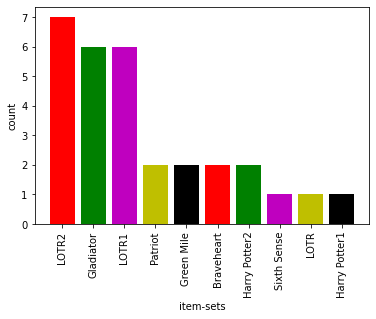 7
6
5
4
3
2
1
0
count
LOTR2
Gladiator
LOTR1
Patriot
Green Mile
Braveheart
Harry Potter2
Sixth Sense
LOTR
Harry Potter1
item-sets